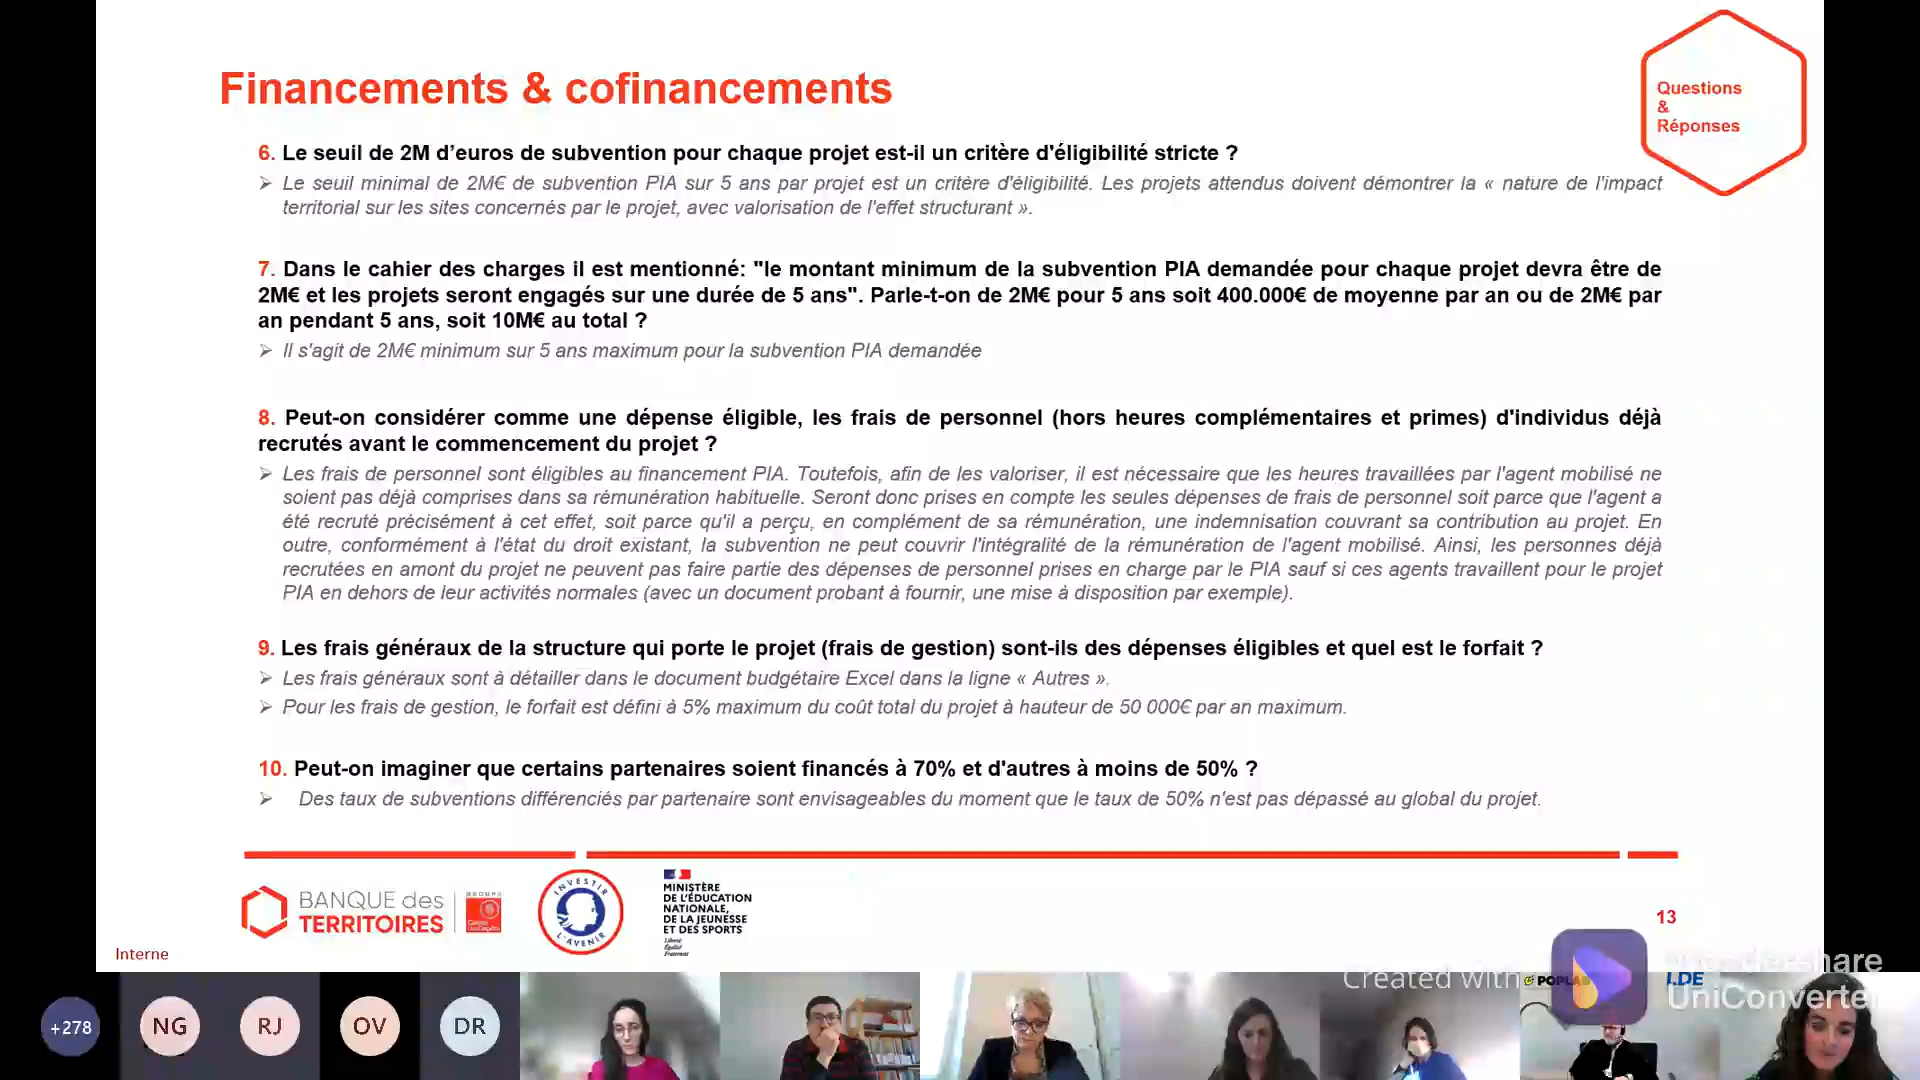 Financements & cofinancements
Questions
&
Réponses
6. Le seuil de 2M d’euros de subvention pour chaque projet est-il un critère d'éligibilité stricte ?
➢ Le seuil minimal de 2M€ de subvention PIA sur 5 ans par projet est un critère d'éligibilité. Les projets attendus doivent démontrer la « nature de l'impact
territorial sur les sites concernés par le projet, avec valorisation de l'effet structurant ».
7. Dans le cahier des charges il est mentionné: "le montant minimum de la subvention PIA demandée pour chaque projet devra être de
2M€ et les projets seront engagés sur une durée de 5 ans". Parle-t-on de 2M€ pour 5 ans soit 400.000€ de moyenne par an ou de 2M€ par
an pendant 5 ans, soit 10M€ au total ?
➢ Il s'agit de 2M€ minimum sur 5 ans maximum pour la subvention PIA demandée
8. Peut-on considérer comme une dépense éligible, les frais de personnel (hors heures complémentaires et primes) d'individus déjà
recrutés avant le commencement du projet ?
➢ Les frais de personnel sont éligibles au financement PIA. Toutefois, afin de les valoriser, il est nécessaire que les heures travaillées par l'agent mobilisé ne
soient pas déjà comprises dans sa rémunération habituelle. Seront donc prises en compte les seules dépenses de frais de personnel soit parce que l'agent a
été recruté précisément à cet effet, soit parce qu'il a perçu, en complément de sa rémunération, une indemnisation couvrant sa contribution au projet. En
outre, conformément à l'état du droit existant, la subvention ne peut couvrir l'intégralité de la rémunération de l'agent mobilisé. Ainsi, les personnes déjà
recrutées en amont du projet ne peuvent pas faire partie des dépenses de personnel prises en charge par le PIA sauf si ces agents travaillent pour le projet
PIA en dehors de leur activités normales (avec un document probant à fournir, une mise à disposition par exemple).
9. Les frais généraux de la structure qui porte le projet (frais de gestion) sont-ils des dépenses éligibles et quel est le forfait ?
➢ Les frais généraux sont à détailler dans le document budgétaire Excel dans la ligne « Autres ».
➢ Pour les frais de gestion, le forfait est défini à 5% maximum du coût total du projet à hauteur de 50 000€ par an maximum.
10. Peut-on imaginer que certains partenaires soient financés à 70% et d'autres à moins de 50% ?
➢ Des taux de subventions différenciés par partenaire sont envisageables du moment que le taux de 50% n'est pas dépassé au global du projet.
BANQUE des
TERRITOIRES
GROUPE
INVESTIR
L'AVENIR
MINISTÈRE
DE L'ÉDUCATION
NATIONALE,
DE LA JEUNESSE
ET DES SPORTS
Liberté
Égalité
Fraternité
13
Interne
Created with
UniConverter
+278
NG
RJ
OV
DR